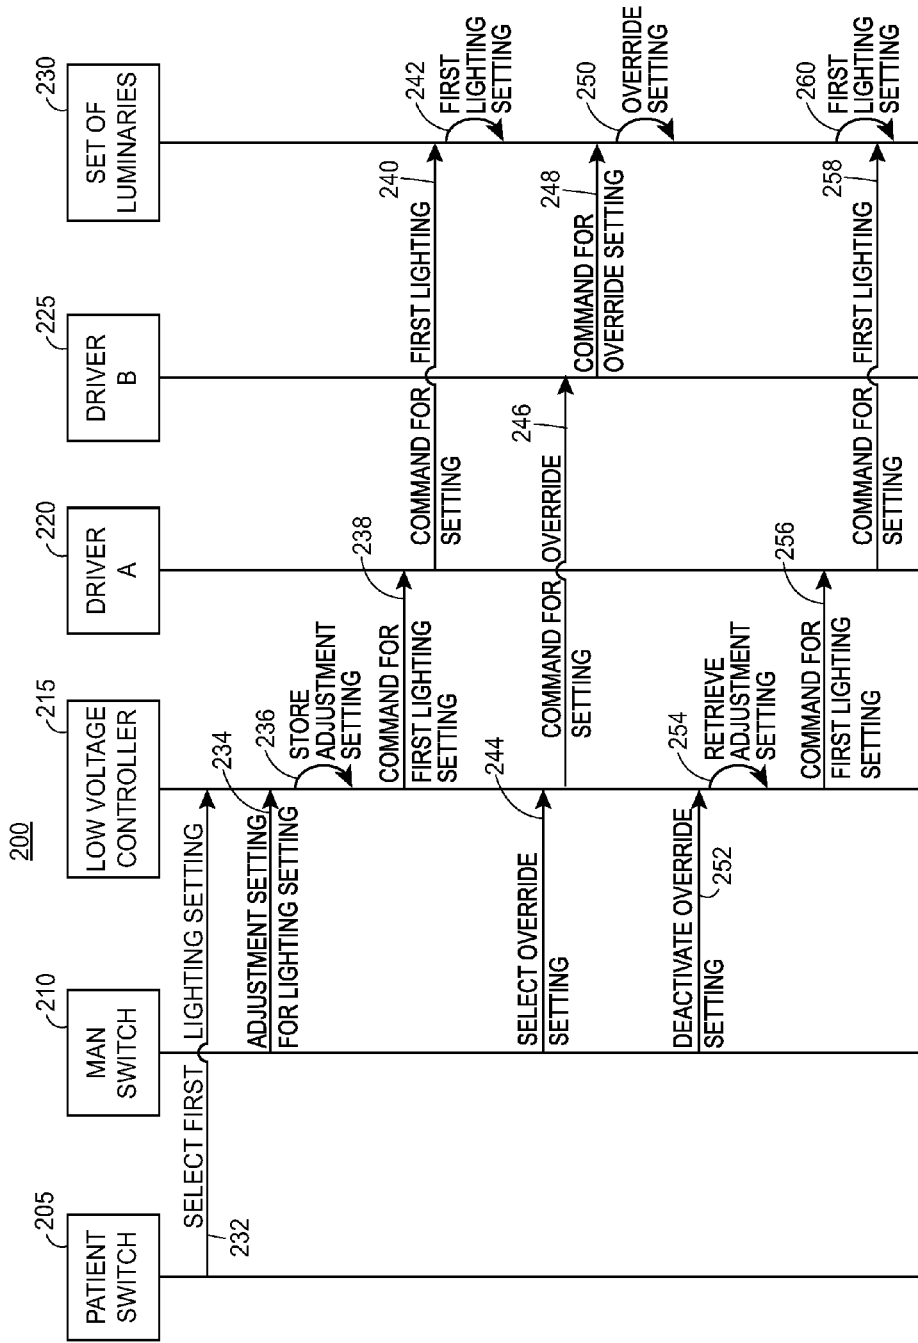 200
205
PATIENT
SWITCH
210
MAN
SWITCH
215
LOW VOLTAGE
CONTROLLER
220
DRIVER
A
225
DRIVER
B
230
SET OF
LUMINARIES
SELECT FIRST LIGHTING SETTING
232
234
ADJUSTMENT SETTING
FOR LIGHTING SETTING
236
STORE
ADJUSTMENT
SETTING
238
COMMAND FOR
FIRST LIGHTING
SETTING
COMMAND FOR FIRST LIGHTING
SETTING
240
242
FIRST
LIGHTING
SETTING
244
SELECT OVERRIDE
SETTING
COMMAND FOR OVERRIDE
SETTING
246
COMMAND FOR
OVERRIDE SETTING
248
250
OVERRIDE
SETTING
DEACTIVATE OVERRIDE
SETTING
252
254
RETRIEVE
ADJUSTMENT
SETTING
256
COMMAND FOR
FIRST LIGHTING
SETTING
COMMAND FOR FIRST LIGHTING
SETTING
258
260
FIRST
LIGHTING
SETTING